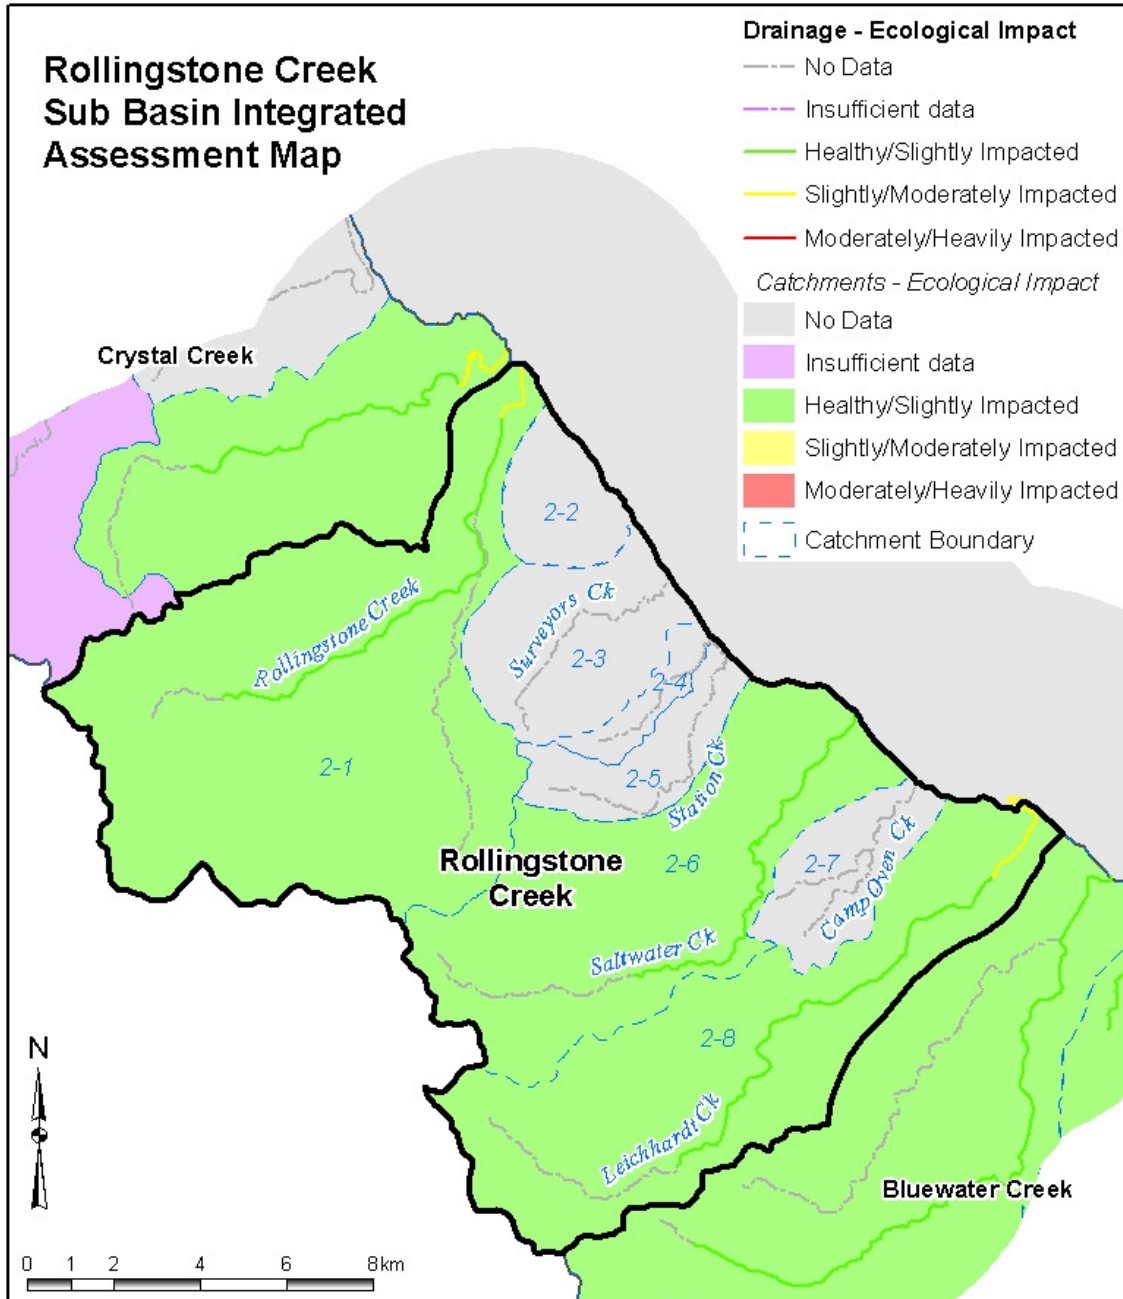 Rollingstone Creek
Sub Basin Integrated
Assessment Map
Drainage - Ecological Impact
No Data
Insufficient data
Healthy/Slightly Impacted
Slightly/Moderately Impacted
Moderately/Heavily Impacted
Catchments - Ecological Impact
No Data
Insufficient data
Healthy/Slightly Impacted
Slightly/Moderately Impacted
Moderately/Heavily Impacted
Catchment Boundary
Crystal Creek
2-2
Surveyors Ck
Rollingstone Creek
2-3
2-4
2-1
2-5
Station Ck
Rollingstone
Creek
2-6
2-7
Camp Oven Ck
Saltwater Ck
2-8
Leichhardt Ck
Bluewater Creek
N
0 1 2 4 6 8 km